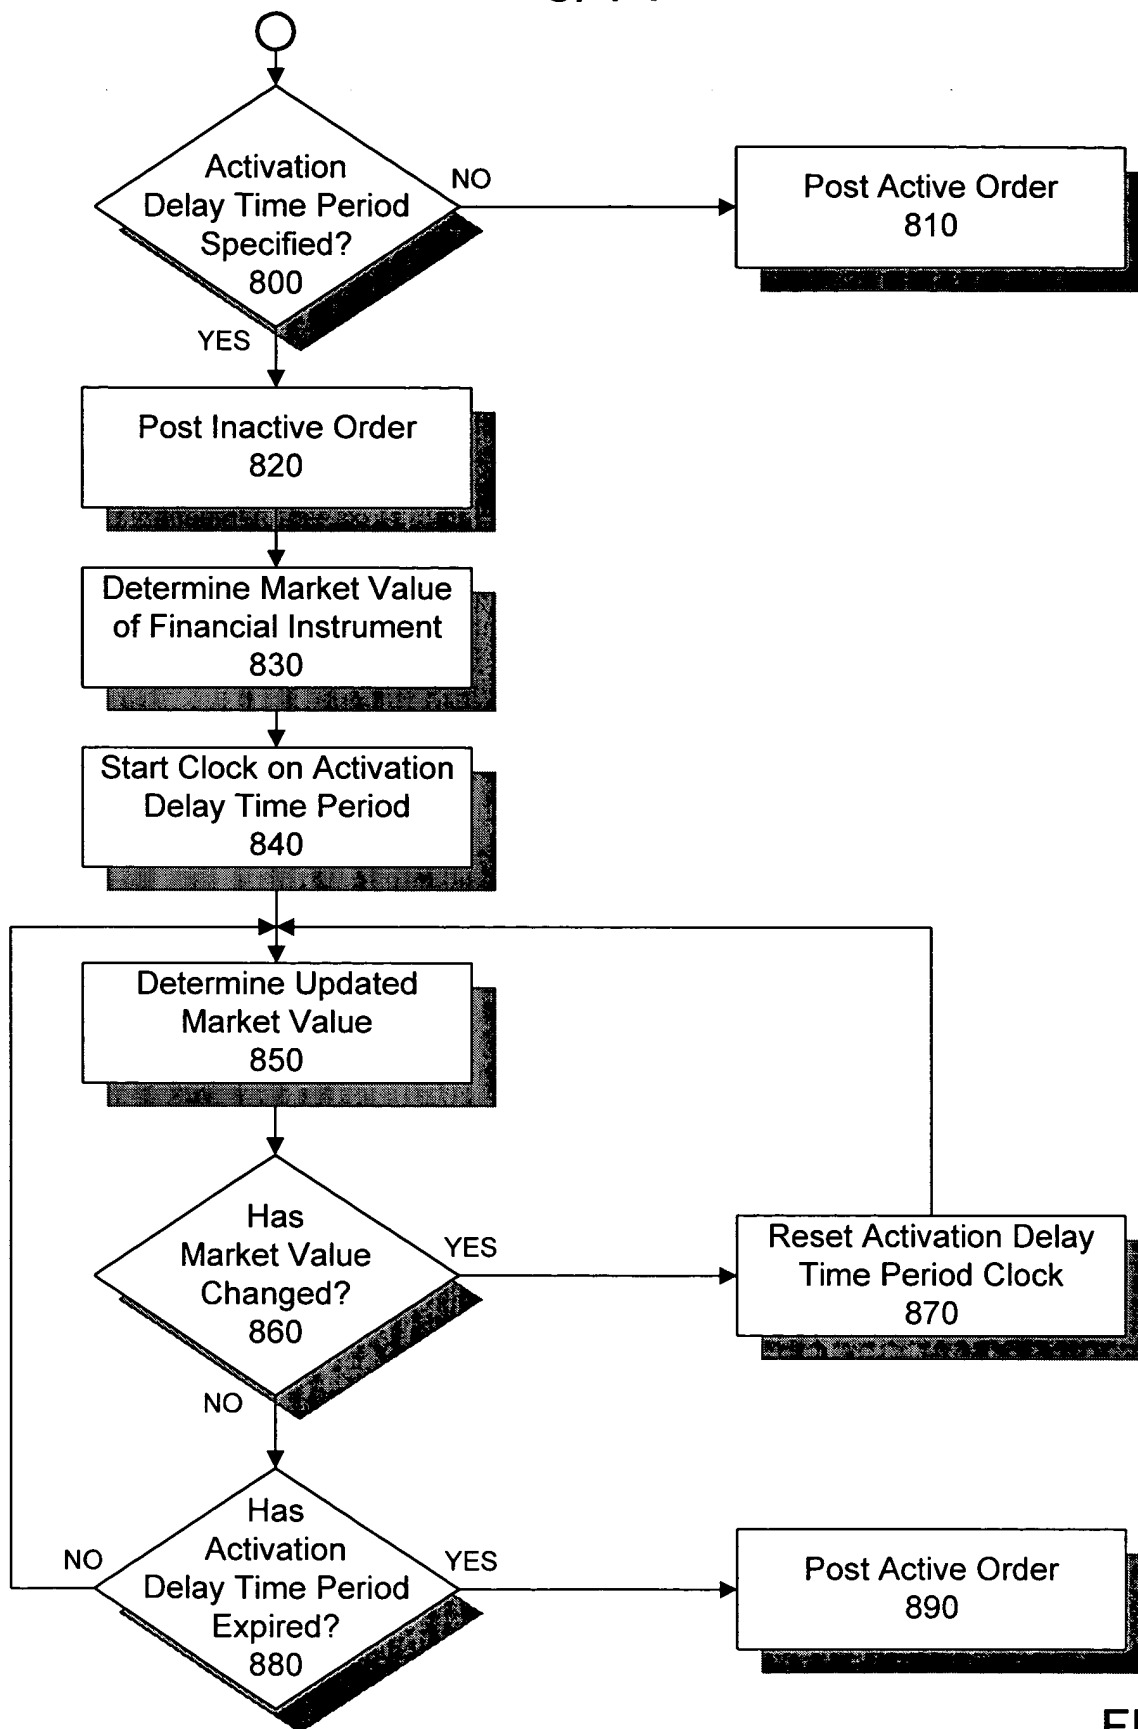 Activation
Delay Time Period
Specified?
800
NO
YES
Post Active Order
810
Post Inactive Order
820
Determine Market Value
of Financial Instrument
830
Start Clock on Activation
Delay Time Period
840
Determine Updated
Market Value
850
Has
Market Value
Changed?
860
YES
NO
Reset Activation Delay
Time Period Clock
870
Has
Activation
Delay Time Period
Expired?
880
NO
YES
Post Active Order
890